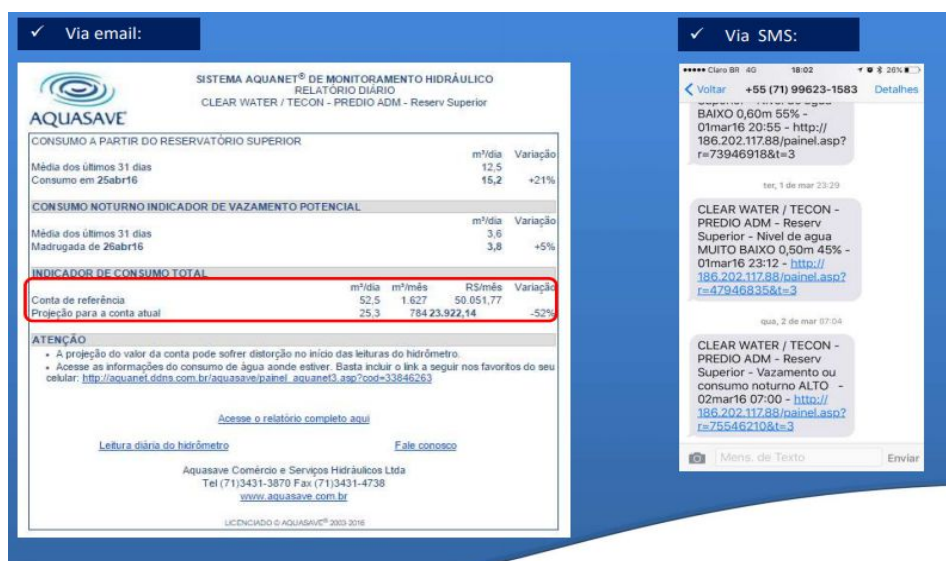 ✓ Via email:
AQUASAVE
SISTEMA AQUANET® DE MONITORAMENTO HIDRÁULICO
RELATÓRIO DIÁRIO
CLEAR WATER / TECON - PREDIO ADM - Reserv Superior
CONSUMO A PARTIR DO RESERVATÓRIO SUPERIOR
m³/dia Variação
Média dos últimos 31 dias 12,5
Consumo em 25abr16 15,2 +21%
CONSUMO NOTURNO INDICADOR DE VAZAMENTO POTENCIAL
m³/dia Variação
Média dos últimos 31 dias 3,6
Madrugada de 26abr16 3,8 +5%
INDICADOR DE CONSUMO TOTAL
m³/dia m³/mês R$/mês Variação
Conta de referência 52,5 1.627 50.051,77
Projeção para a conta atual 25,3 784 23.922,14 -52%
ATENÇÃO
• A projeção do valor da conta pode sofrer distorção no início das leituras do hidrômetro.
• Acesse as informações do consumo de água aonde estiver. Basta incluir o link a seguir nos favoritos do seu
celular: http://aquanet.ddns.com.br/aquasave/painel_aquanet3.asp?cod=33846263
Acesse o relatório completo aqui
Leitura diária do hidrômetro Fale conosco
Aquasave Comércio e Serviços Hidráulicos Ltda
Tel (71)3431-3870 Fax (71)3431-4738
www.aquasave.com.br
LICENCIADO © AQUASAVE® 2003-2016
✓ Via SMS:
Claro BR 4G 18:02 26%
Voltar +55 (71) 99623-1583 Detalhes
Superior - Nivel de agua
BAIXO 0,60m 55% -
01mar16 20:55 - http://
186.202.117.88/painel.asp?
r=73946918&t=3
ter, 1 de mar 23:29
CLEAR WATER / TECON -
PREDIO ADM - Reserv
Superior - Nivel de agua
MUITO BAIXO 0,50m 45% -
01mar16 23:12 - http://
186.202.117.88/painel.asp?
r=47946835&t=3
qua, 2 de mar 07:04
CLEAR WATER / TECON -
PREDIO ADM - Reserv
Superior - Vazamento ou
consumo noturno ALTO -
02mar16 07:00 - http://
186.202.117.88/painel.asp?
r=75546210&t=3
Mens. de Texto Enviar